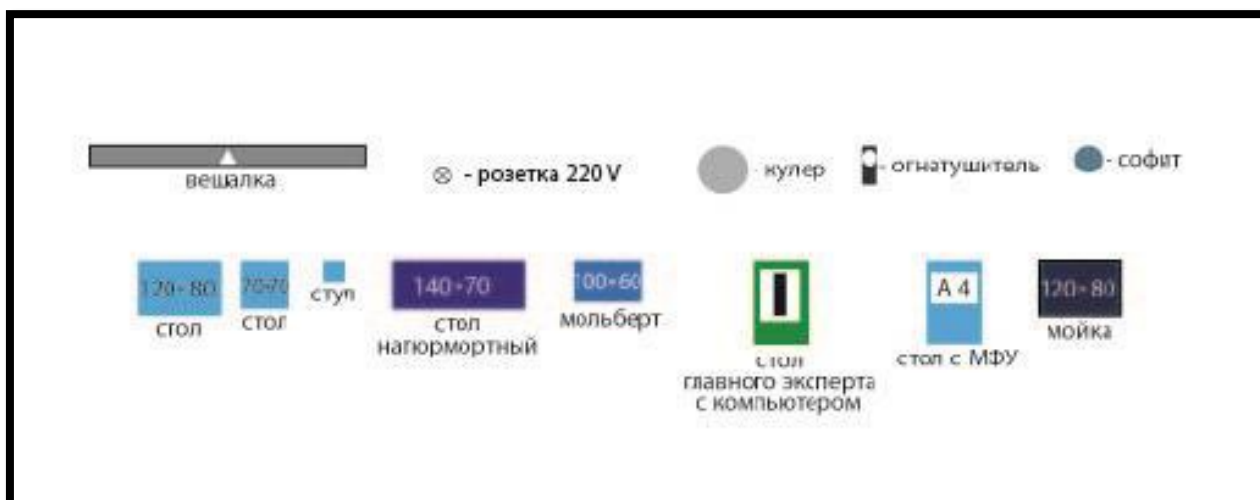 вешалка
⊗ - розетка 220 V
- кулер
- огнатушитель
- софит
120*80
стол
70*70
стол
стул
140*70
стол
натюрмортный
100*60
мольберт
стол
главного эксперта
с компьютером
А 4
стол с МФУ
120*80
мойка